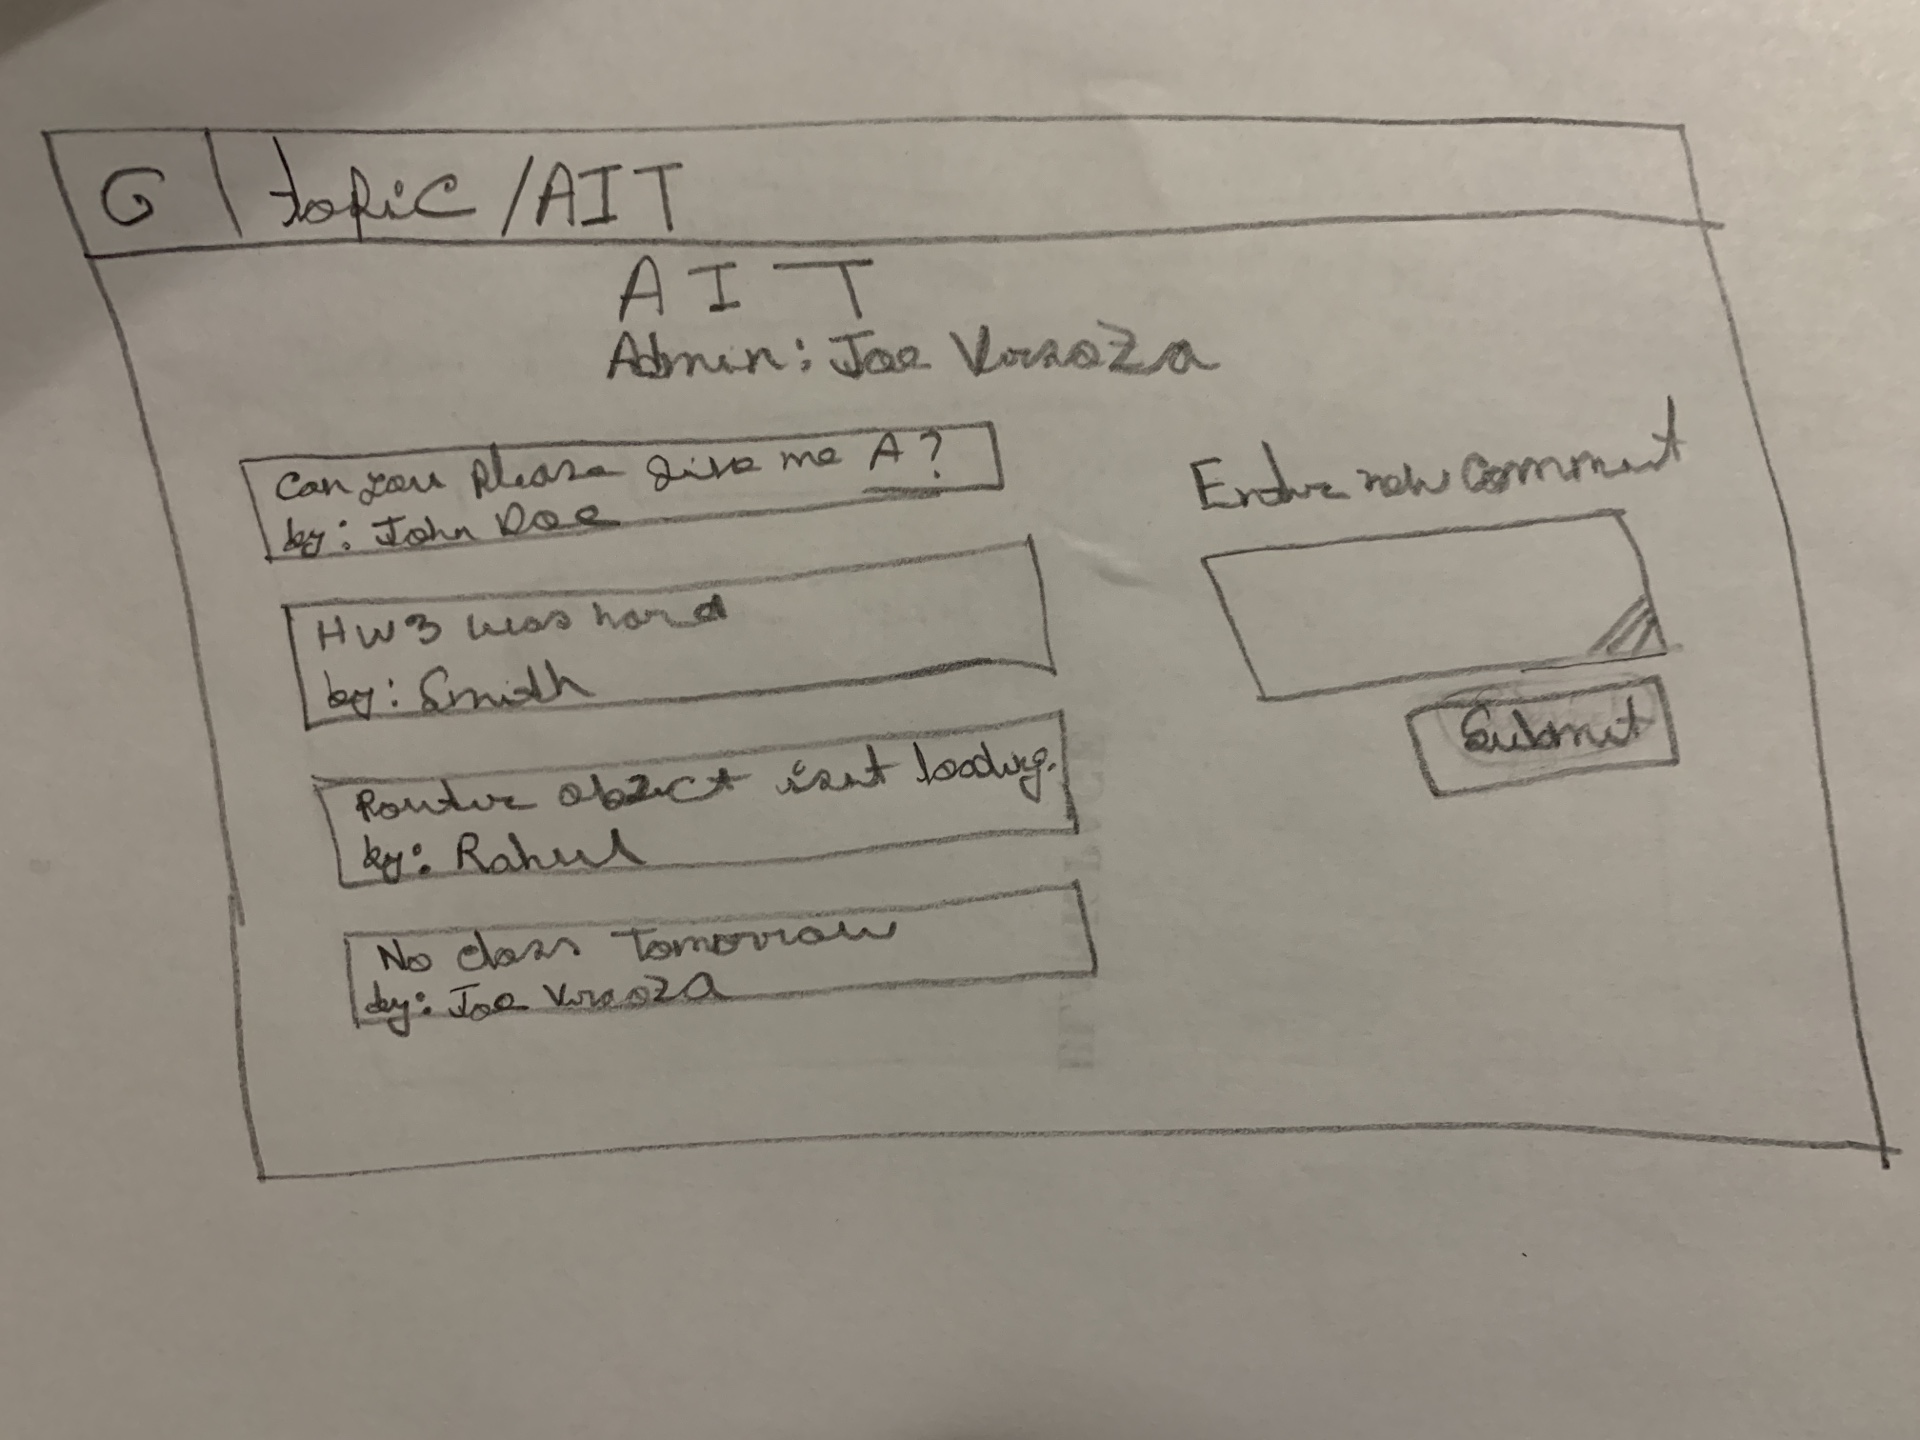 G topic/AIT
AIT
Admin: Joe Versoza
Can you please give me A?
by: John Doe
HW3 was hard
by: Smith
Router object isnt loading.
by: Rahul
No class Tomorrow
by: Joe Versoza
Enter new comment
Submit